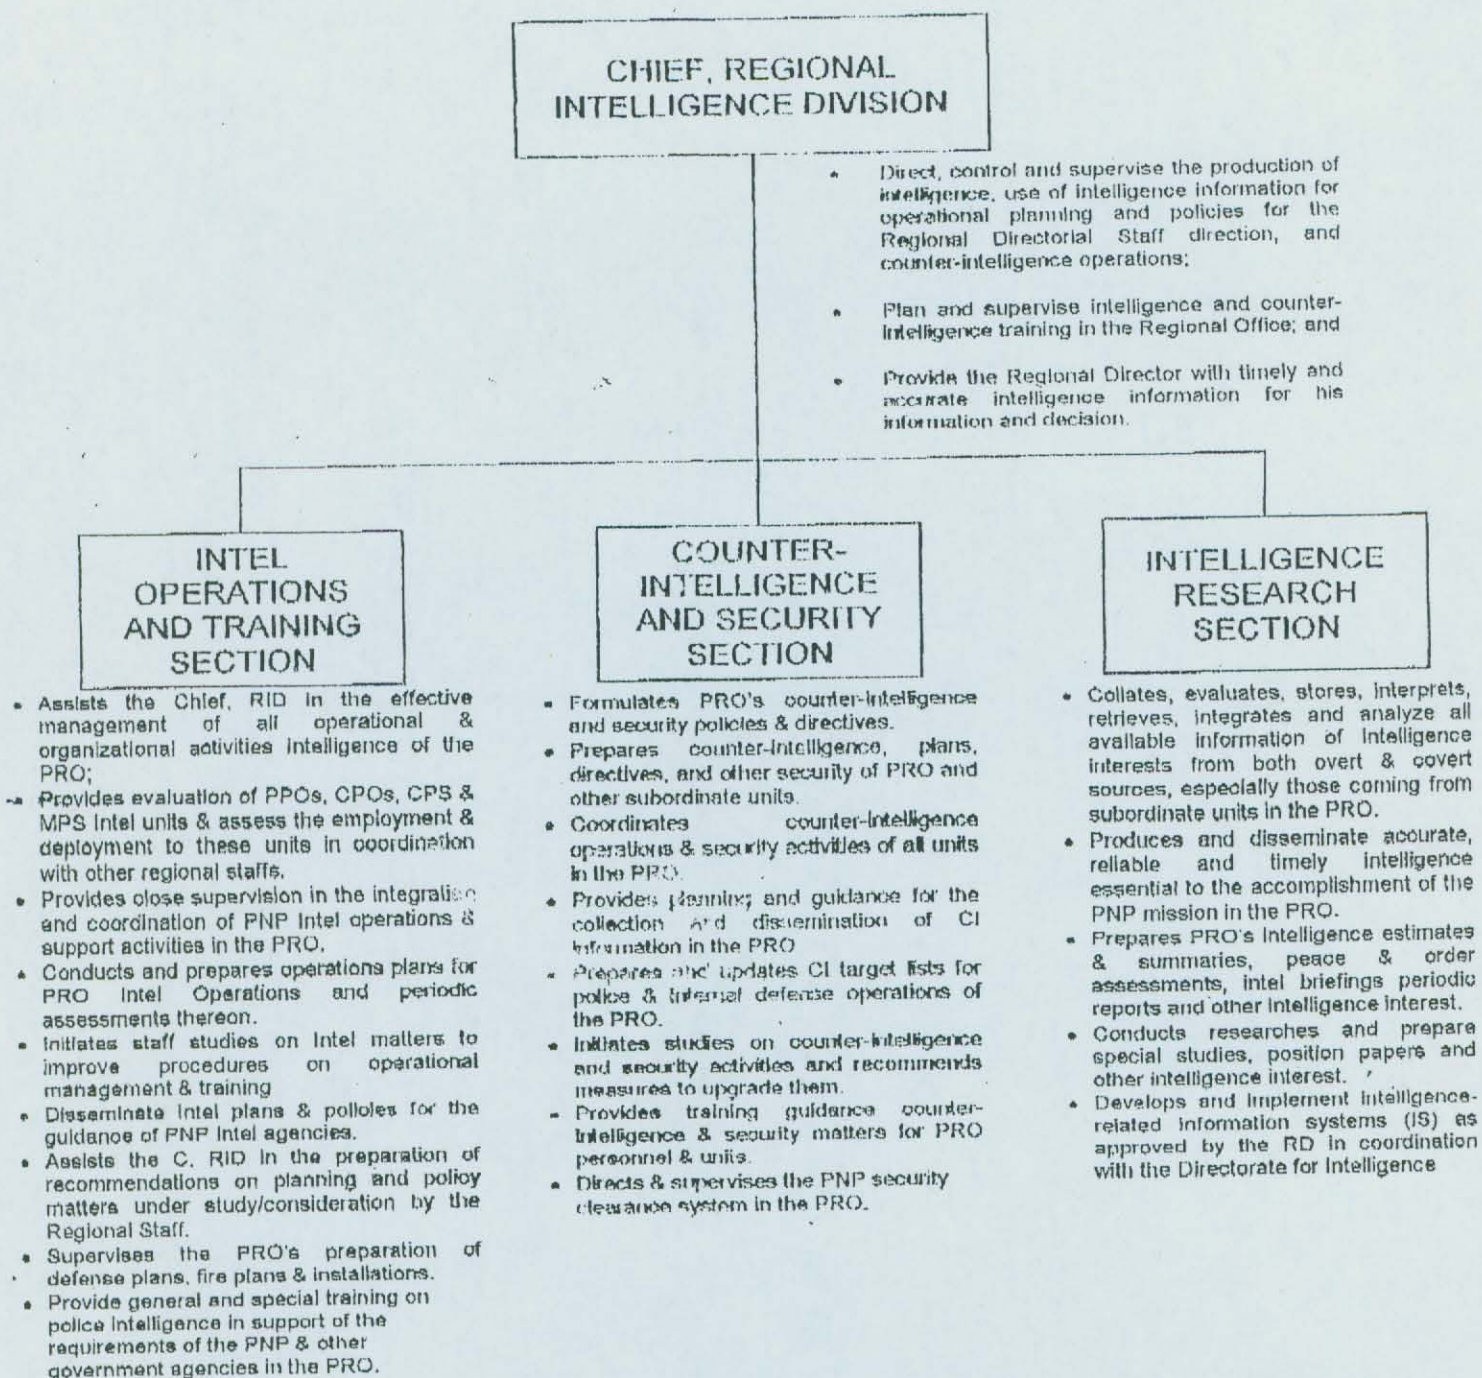 CHIEF, REGIONAL
INTELLIGENCE DIVISION
• Direct, control and supervise the production of
intelligence, use of intelligence information for
operational planning and policies for the
Regional Directorial Staff direction, and
counter-intelligence operations;
• Plan and supervise intelligence and counter-
intelligence training in the Regional Office; and
• Provide the Regional Director with timely and
accurate intelligence information for his
information and decision.
INTEL
OPERATIONS
AND TRAINING
SECTION
• Assists the Chief, RID in the effective
management of all operational &
organizational activities intelligence of the
PRO;
• Provides evaluation of PPOs, CPOs, CPS &
MPS Intel units & assess the employment &
deployment to these units in coordination
with other regional staffs.
• Provides close supervision in the integration
and coordination of PNP Intel operations &
support activities in the PRO.
• Conducts and prepares operations plans for
PRO Intel Operations and periodic
assessments thereon.
• Initiates staff studies on Intel matters to
improve procedures on operational
management & training
• Disseminate Intel plans & policies for the
guidance of PNP Intel agencies.
• Assists the C, RID in the preparation of
recommendations on planning and policy
matters under study/consideration by the
Regional Staff.
• Supervises the PRO's preparation of
defense plans, fire plans & installations.
• Provide general and special training on
police intelligence in support of the
requirements of the PNP & other
government agencies in the PRO.
COUNTER-
INTELLIGENCE
AND SECURITY
SECTION
• Formulates PRO's counter-intelligence
and security policies & directives.
• Prepares counter-intelligence, plans,
directives, and other security of PRO and
other subordinate units.
• Coordinates counter-intelligence
operations & security activities of all units
in the PRO.
• Provides planning and guidance for the
collection and dissemination of CI
information in the PRO
• Prepares and updates CI target lists for
police & internal defense operations of
the PRO.
• Initiates studies on counter-intelligence
and security activities and recommends
measures to upgrade them.
• Provides training guidance counter-
intelligence & security matters for PRO
personnel & units.
• Directs & supervises the PNP security
clearance system in the PRO.
INTELLIGENCE
RESEARCH
SECTION
• Collates, evaluates, stores, interprets,
retrieves, integrates and analyze all
available information of Intelligence
interests from both overt & covert
sources, especially those coming from
subordinate units in the PRO.
• Produces and disseminate accurate,
reliable and timely intelligence
essential to the accomplishment of the
PNP mission in the PRO.
• Prepares PRO's Intelligence estimates
& summaries, peace & order
assessments, intel briefings periodic
reports and other Intelligence interest.
• Conducts researches and prepare
special studies, position papers and
other intelligence interest.
• Develops and Implement Intelligence-
related information systems (IS) as
approved by the RD in coordination
with the Directorate for Intelligence